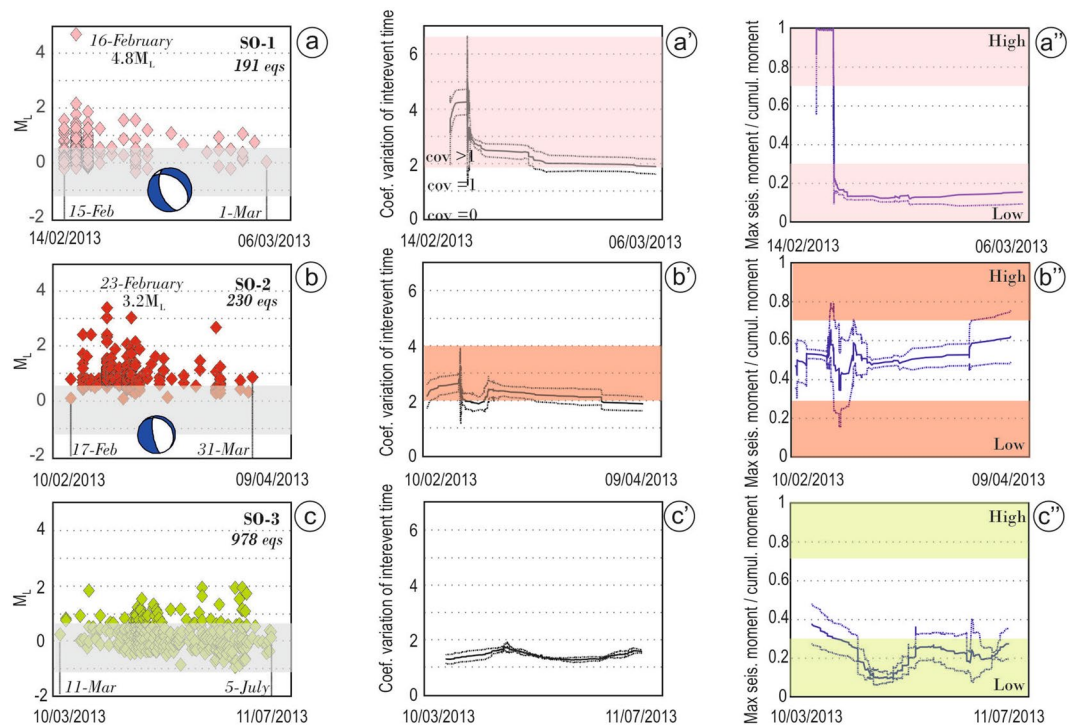 M_L
4
2
0
-2
16-February
4.8M_L
SO-1
191 eqs
a
15-Feb
1-Mar
14/02/2013
06/03/2013
Coef. variation of interevent time
6
4
2
0
cov >1
cov =1
cov =0
a'
14/02/2013
06/03/2013
Max seis. moment / cumul. moment
1
0.8
0.6
0.4
0.2
0
High
Low
a''
14/02/2013
06/03/2013
M_L
4
2
0
-2
23-February
3.2M_L
SO-2
230 eqs
b
17-Feb
31-Mar
10/02/2013
09/04/2013
Coef. variation of interevent time
6
4
2
0
b'
10/02/2013
09/04/2013
Max seis. moment / cumul. moment
1
0.8
0.6
0.4
0.2
0
High
Low
b''
10/02/2013
09/04/2013
M_L
4
2
0
-2
SO-3
978 eqs
c
11-Mar
5-July
10/03/2013
11/07/2013
Coef. variation of interevent time
6
4
2
0
c'
10/03/2013
11/07/2013
Max seis. moment / cumul. moment
1
0.8
0.6
0.4
0.2
0
High
Low
c''
10/03/2013
11/07/2013